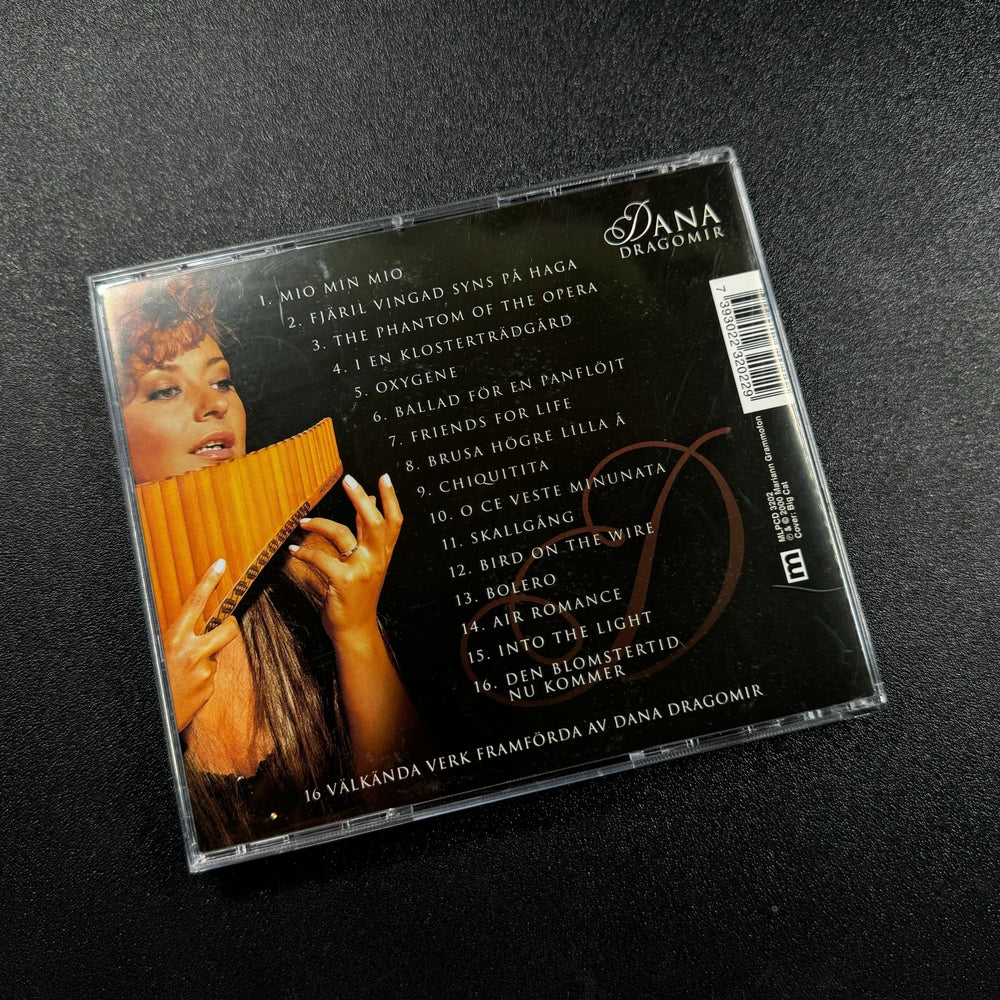 DANA
DRAGOMIR
1. MIO MIN MIO
2. FJÄRIL VINGAD SYNS PÅ HAGA
3. THE PHANTOM OF THE OPERA
4. I EN KLOSTERTRÄDGÅRD
5. OXYGENE
6. BALLAD FÖR EN PANFLÖJT
7. FRIENDS FOR LIFE
8. BRUSA HÖGRE LILLA Å
9. CHIQUITITA
10. O CE VESTE MINUNATA
11. SKALLGÅNG
12. BIRD ON THE WIRE
13. BOLERO
14. AIR ROMANCE
15. INTO THE LIGHT
16. DEN BLOMSTERTID
NU KOMMER
16 VÄLKÄNDA VERK FRAMFÖRDA AV DANA DRAGOMIR
7 393022 320229
MLPCD 3202
℗ & © 2000 Mariann Grammofon
Cover: Big Cat
m
D